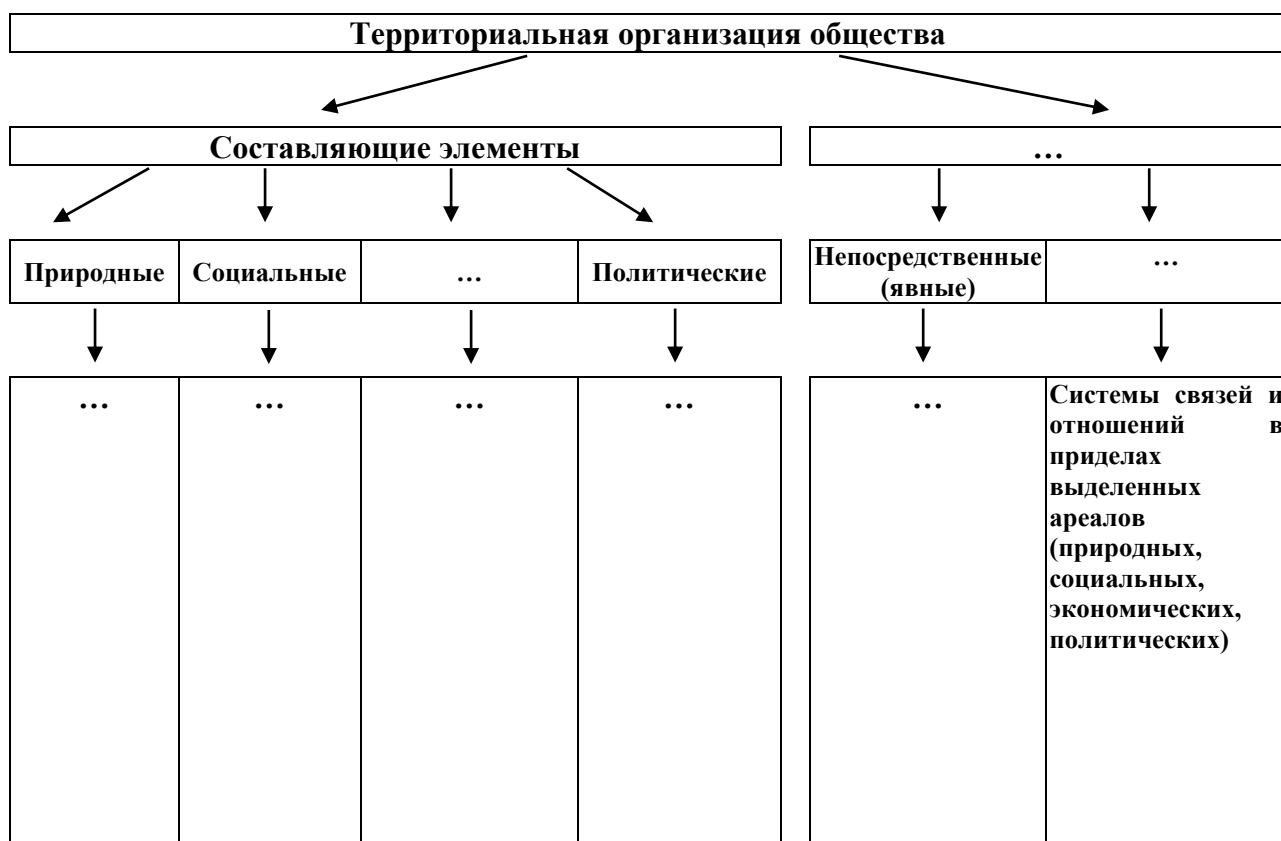 Территориальная организация общества
Составляющие элементы
…
Природные
Социальные
…
Политические
Непосредственные
(явные)
…
…
…
…
…
…
Системы связей и
отношений в
приделах
выделенных
ареалов
(природных,
социальных,
экономических,
политических)